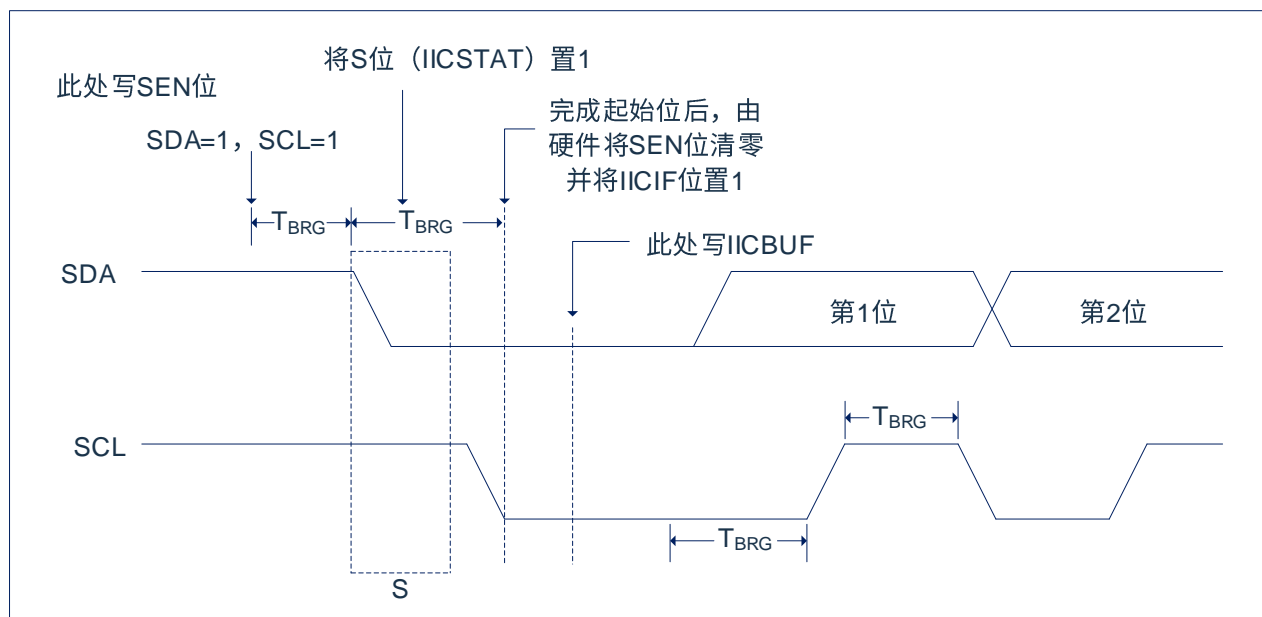 将S位（IICSTAT）置1
此处写SEN位
SDA=1，SCL=1
完成起始位后，由
硬件将SEN位清零
并将IICIF位置1
TBRG
TBRG
此处写IICBUF
SDA
第1位
第2位
TBRG
SCL
TBRG
S